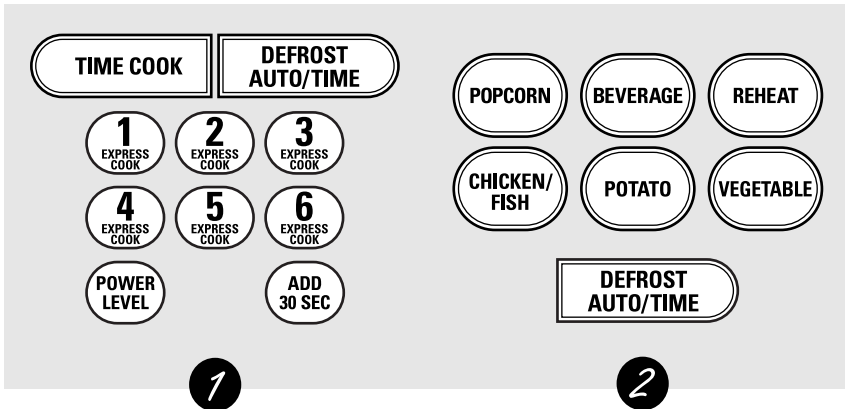 TIME COOK
DEFROST
AUTO/TIME
1
EXPRESS
COOK
2
EXPRESS
COOK
3
EXPRESS
COOK
4
EXPRESS
COOK
5
EXPRESS
COOK
6
EXPRESS
COOK
POWER
LEVEL
ADD
30 SEC
1
POPCORN
BEVERAGE
REHEAT
CHICKEN/
FISH
POTATO
VEGETABLE
DEFROST
AUTO/TIME
2